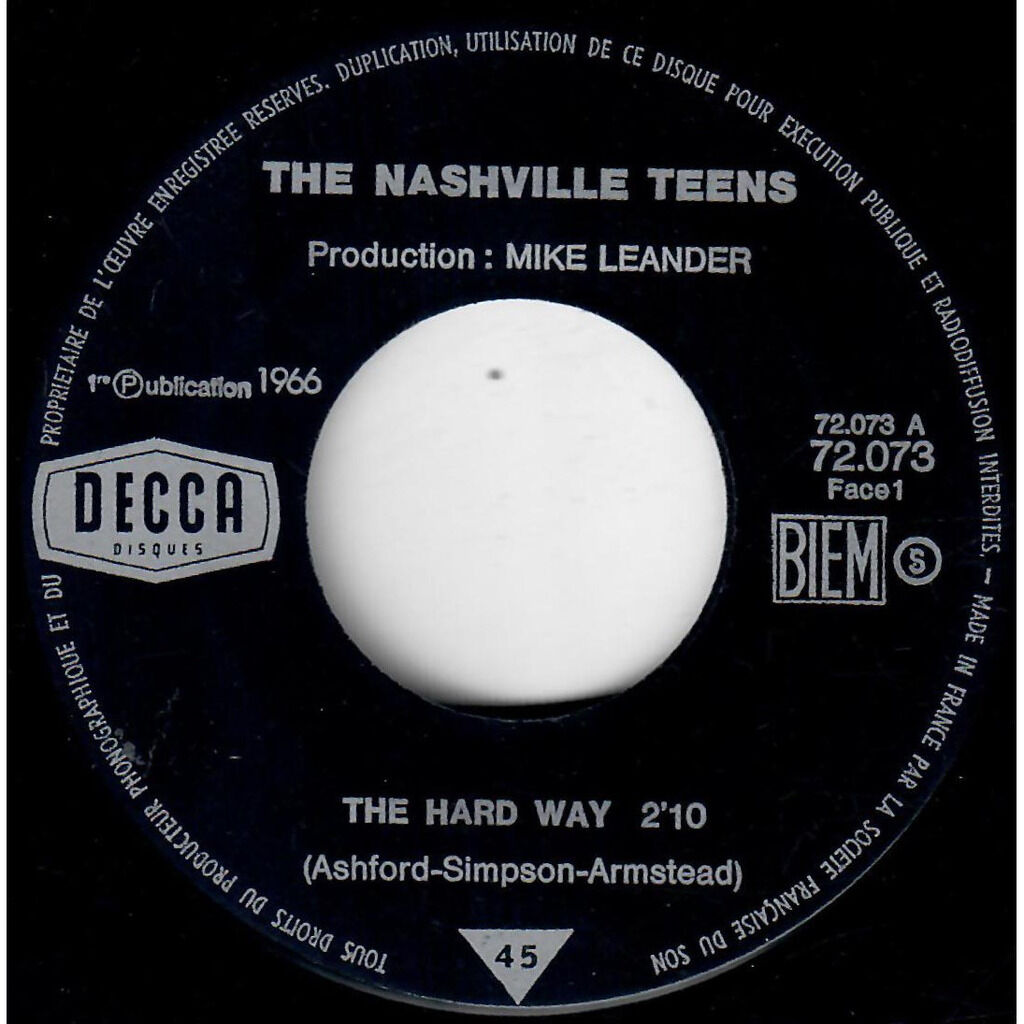 TOUS DROITS DU PRODUCTEUR PHONOGRAPHIQUE ET DU PROPRIETAIRE DE L'ŒUVRE ENREGISTREE RESERVES. DUPLICATION, UTILISATION DE CE DISQUE POUR EXECUTION PUBLIQUE ET RADIODIFFUSION INTERDITES. - MADE IN FRANCE PAR LA SOCIETE FRANÇAISE DU SON
THE NASHVILLE TEENS
Production : MIKE LEANDER
1re Ⓟublication 1966
DECCA
DISQUES
72.073 A
72.073
Face 1
BIEM Ⓢ
THE HARD WAY 2'10
(Ashford-Simpson-Armstead)
45